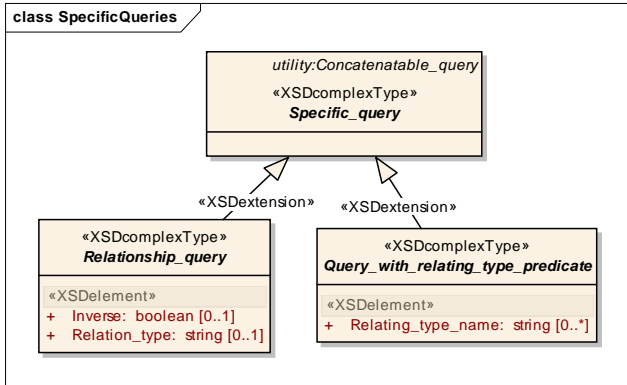 class SpecificQueries
utility:Concatenatable_query
«XSDcomplexType»
Specific_query
«XSDextension»
«XSDextension»
«XSDcomplexType»
Relationship_query
«XSDelement»
+ Inverse: boolean [0..1]
+ Relation_type: string [0..1]
«XSDcomplexType»
Query_with_relating_type_predicate
«XSDelement»
+ Relating_type_name: string [0..*]